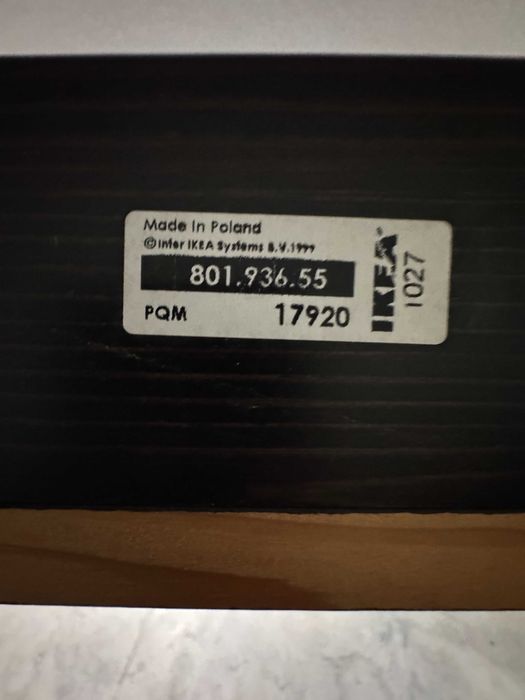 Made in Poland
© Inter IKEA Systems B.V.1999
801.936.55
PQM 17920
IKEA®
1027